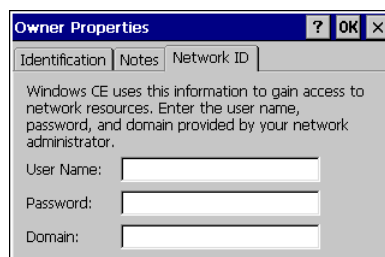 Owner Properties ? OK ×
Identification Notes Network ID
Windows CE uses this information to gain access to
network resources. Enter the user name,
password, and domain provided by your network
administrator.
User Name:
Password:
Domain: